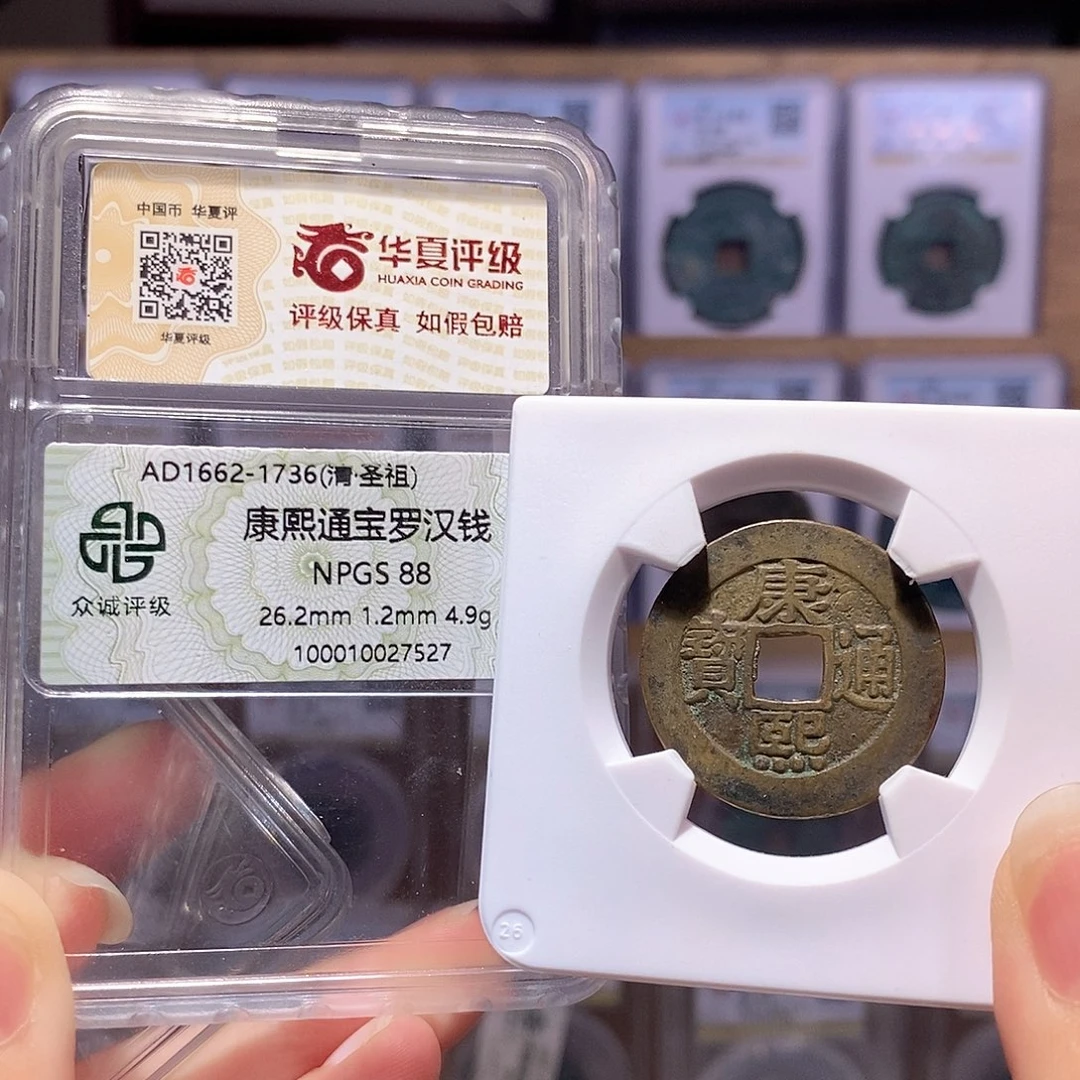 中国币 华夏评
华夏评级
华夏评级
HUAXIA COIN GRADING
评级保真 如假包赔
AD1662-1736(清·圣祖)
康熙通宝罗汉钱
NPGS 88
众诚评级
26.2mm 1.2mm 4.9g
100010027527
康
寶 通
熙
26